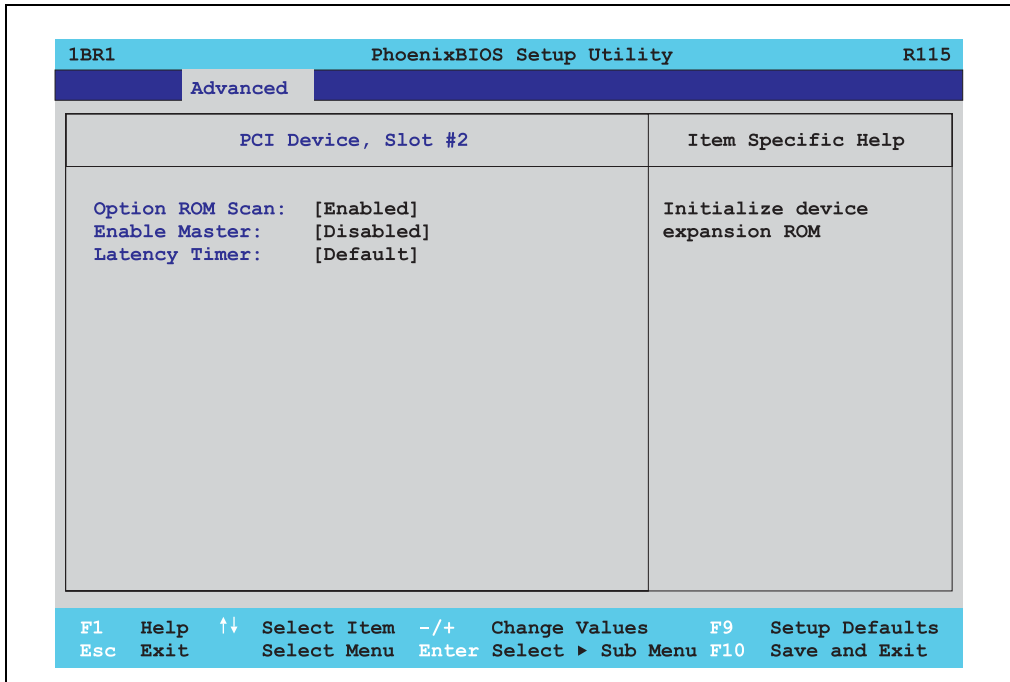 1BR1 PhoenixBIOS Setup Utility R115
Advanced
PCI Device, Slot #2 Item Specific Help
Option ROM Scan: [Enabled] Initialize device
Enable Master: [Disabled] expansion ROM
Latency Timer: [Default]
F1 Help ↑↓ Select Item -/+ Change Values F9 Setup Defaults
Esc Exit Select Menu Enter Select ▶ Sub Menu F10 Save and Exit